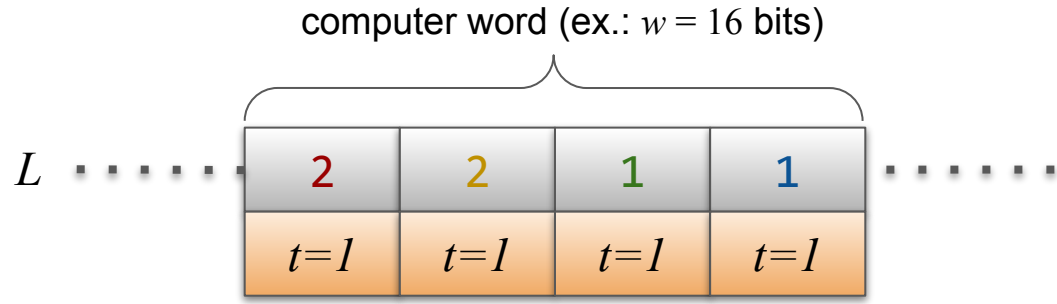 computer word (ex.: w = 16 bits)
L 2 2 1 1
t=1 t=1 t=1 t=1